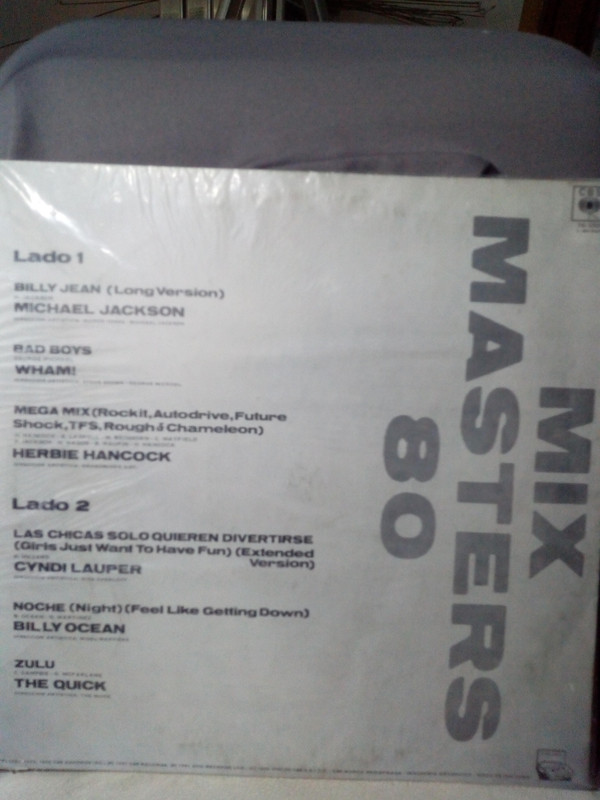 CBS
MIX
MASTERS
80
Lado 1
BILLY JEAN (Long Version)
MICHAEL JACKSON
BAD BOYS
WHAM!
MEGA MIX (Rockit, Autodrive, Future
Shock, TFS, Rough á Chameleon)
HERBIE HANCOCK
Lado 2
LAS CHICAS SOLO QUIEREN DIVERTIRSE
(Girls Just Want To Have Fun) (Extended
Version)
CYNDI LAUPER
NOCHE (Night) (Feel Like Getting Down)
BILLY OCEAN
ZULU
THE QUICK